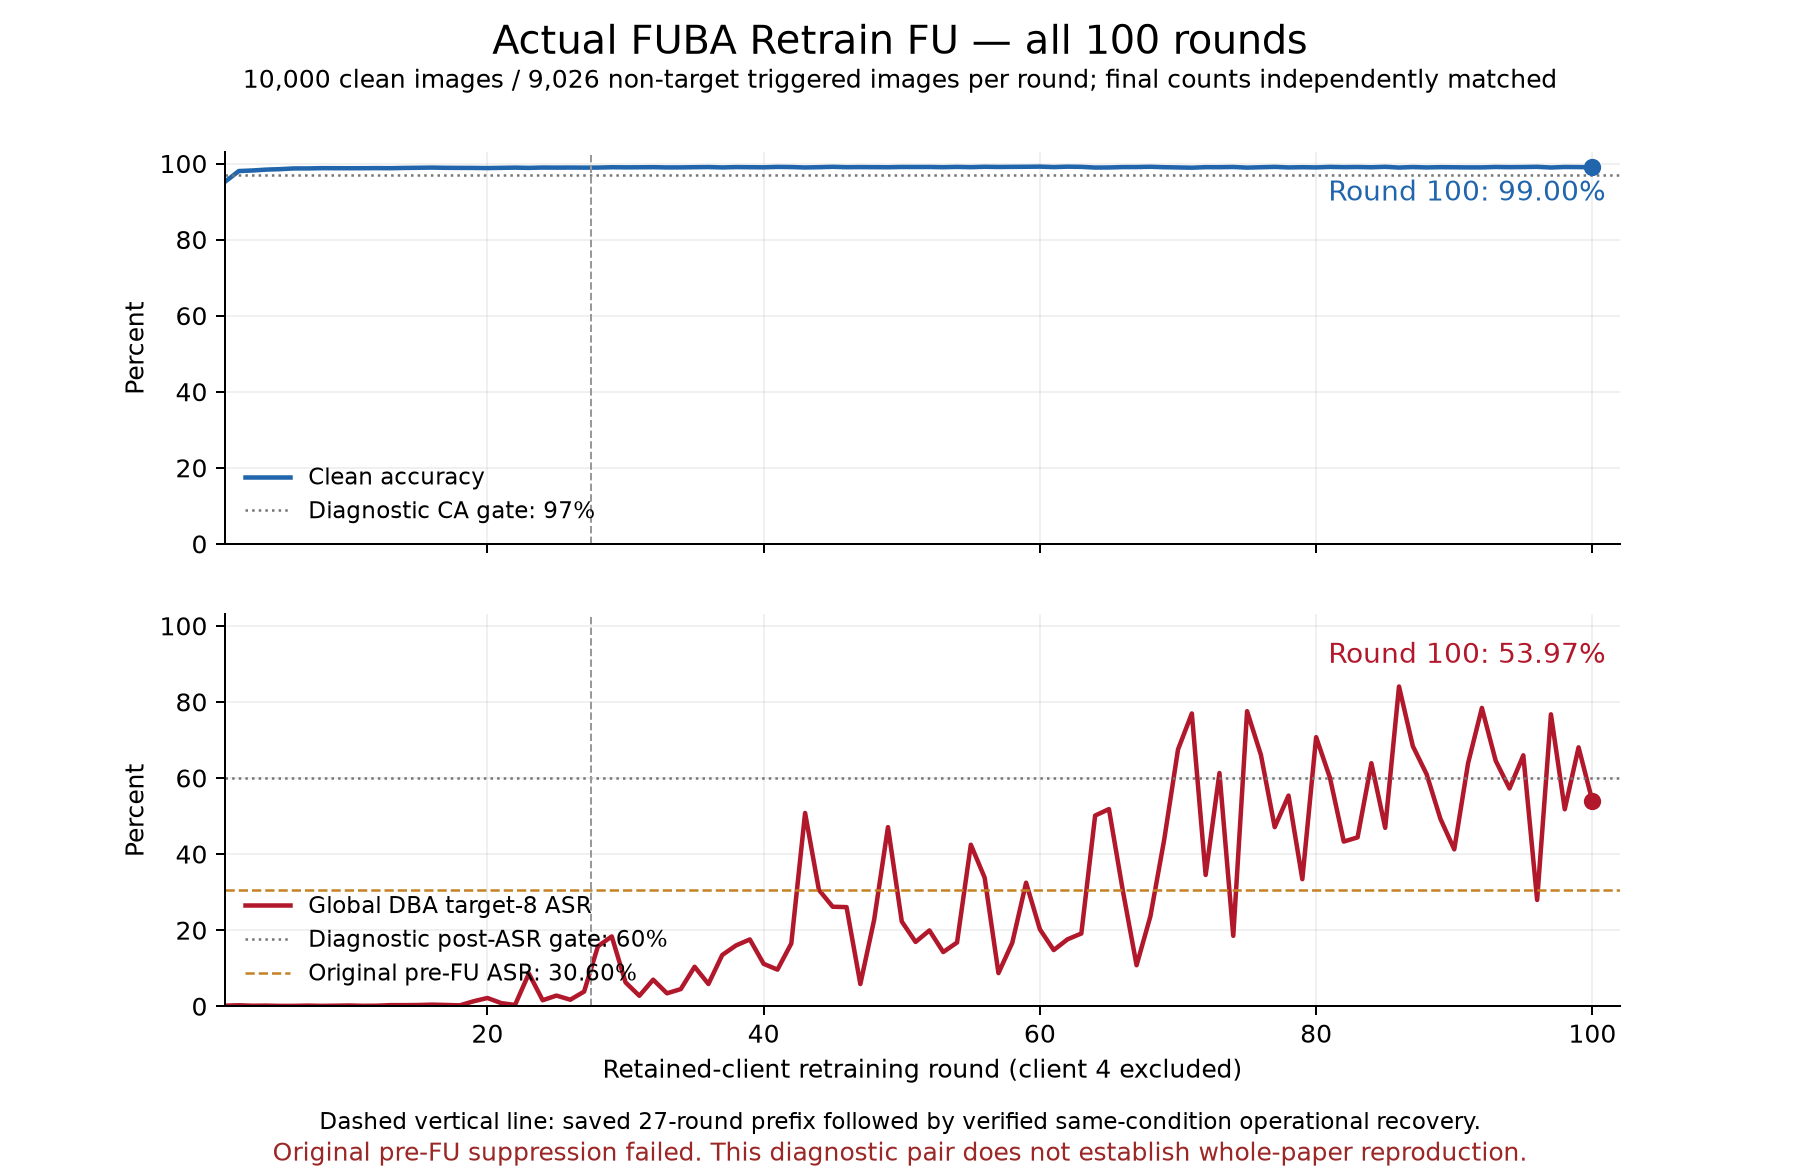 Actual FUBA Retrain FU — all 100 rounds
10,000 clean images / 9,026 non-target triggered images per round; final counts independently matched
100
80
60
40
20
0
Percent
Round 100: 99.00%
Clean accuracy
Diagnostic CA gate: 97%
100
80
60
40
20
0
Percent
Round 100: 53.97%
Global DBA target-8 ASR
Diagnostic post-ASR gate: 60%
Original pre-FU ASR: 30.60%
20
40
60
80
100
Retained-client retraining round (client 4 excluded)
Dashed vertical line: saved 27-round prefix followed by verified same-condition operational recovery.
Original pre-FU suppression failed. This diagnostic pair does not establish whole-paper reproduction.